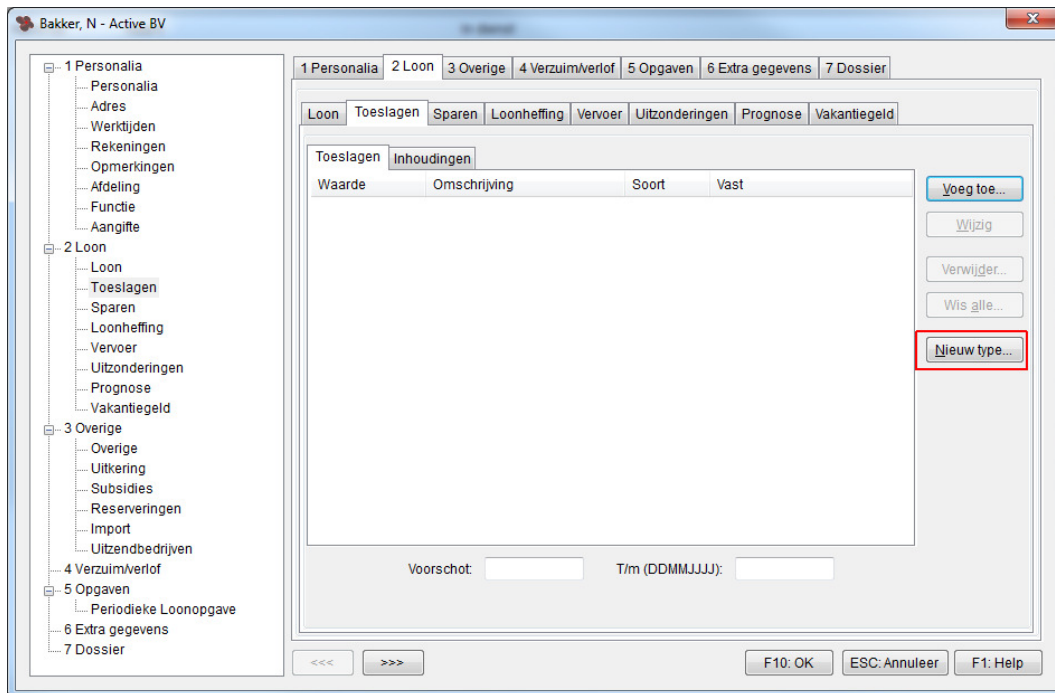 Bakker, N - Active BV
1 Personalia
Personalia
Adres
Werktijden
Rekeningen
Opmerkingen
Afdeling
Functie
Aangifte
2 Loon
Loon
Toeslagen
Sparen
Loonheffing
Vervoer
Uitzonderingen
Prognose
Vakantiegeld
3 Overige
Overige
Uitkering
Subsidies
Reserveringen
Import
Uitzendbedrijven
4 Verzuim/verlof
5 Opgaven
Periodieke Loonopgave
6 Extra gegevens
7 Dossier
1 Personalia 2 Loon 3 Overige 4 Verzuim/verlof 5 Opgaven 6 Extra gegevens 7 Dossier
Loon Toeslagen Sparen Loonheffing Vervoer Uitzonderingen Prognose Vakantiegeld
Toeslagen Inhoudingen
Waarde Omschrijving Soort Vast
Voeg toe...
Wijzig
Verwijder...
Wis alle...
Nieuw type...
Voorschot: T/m (DDMMJJJJ):
<<< >>> F10: OK ESC: Annuleer F1: Help